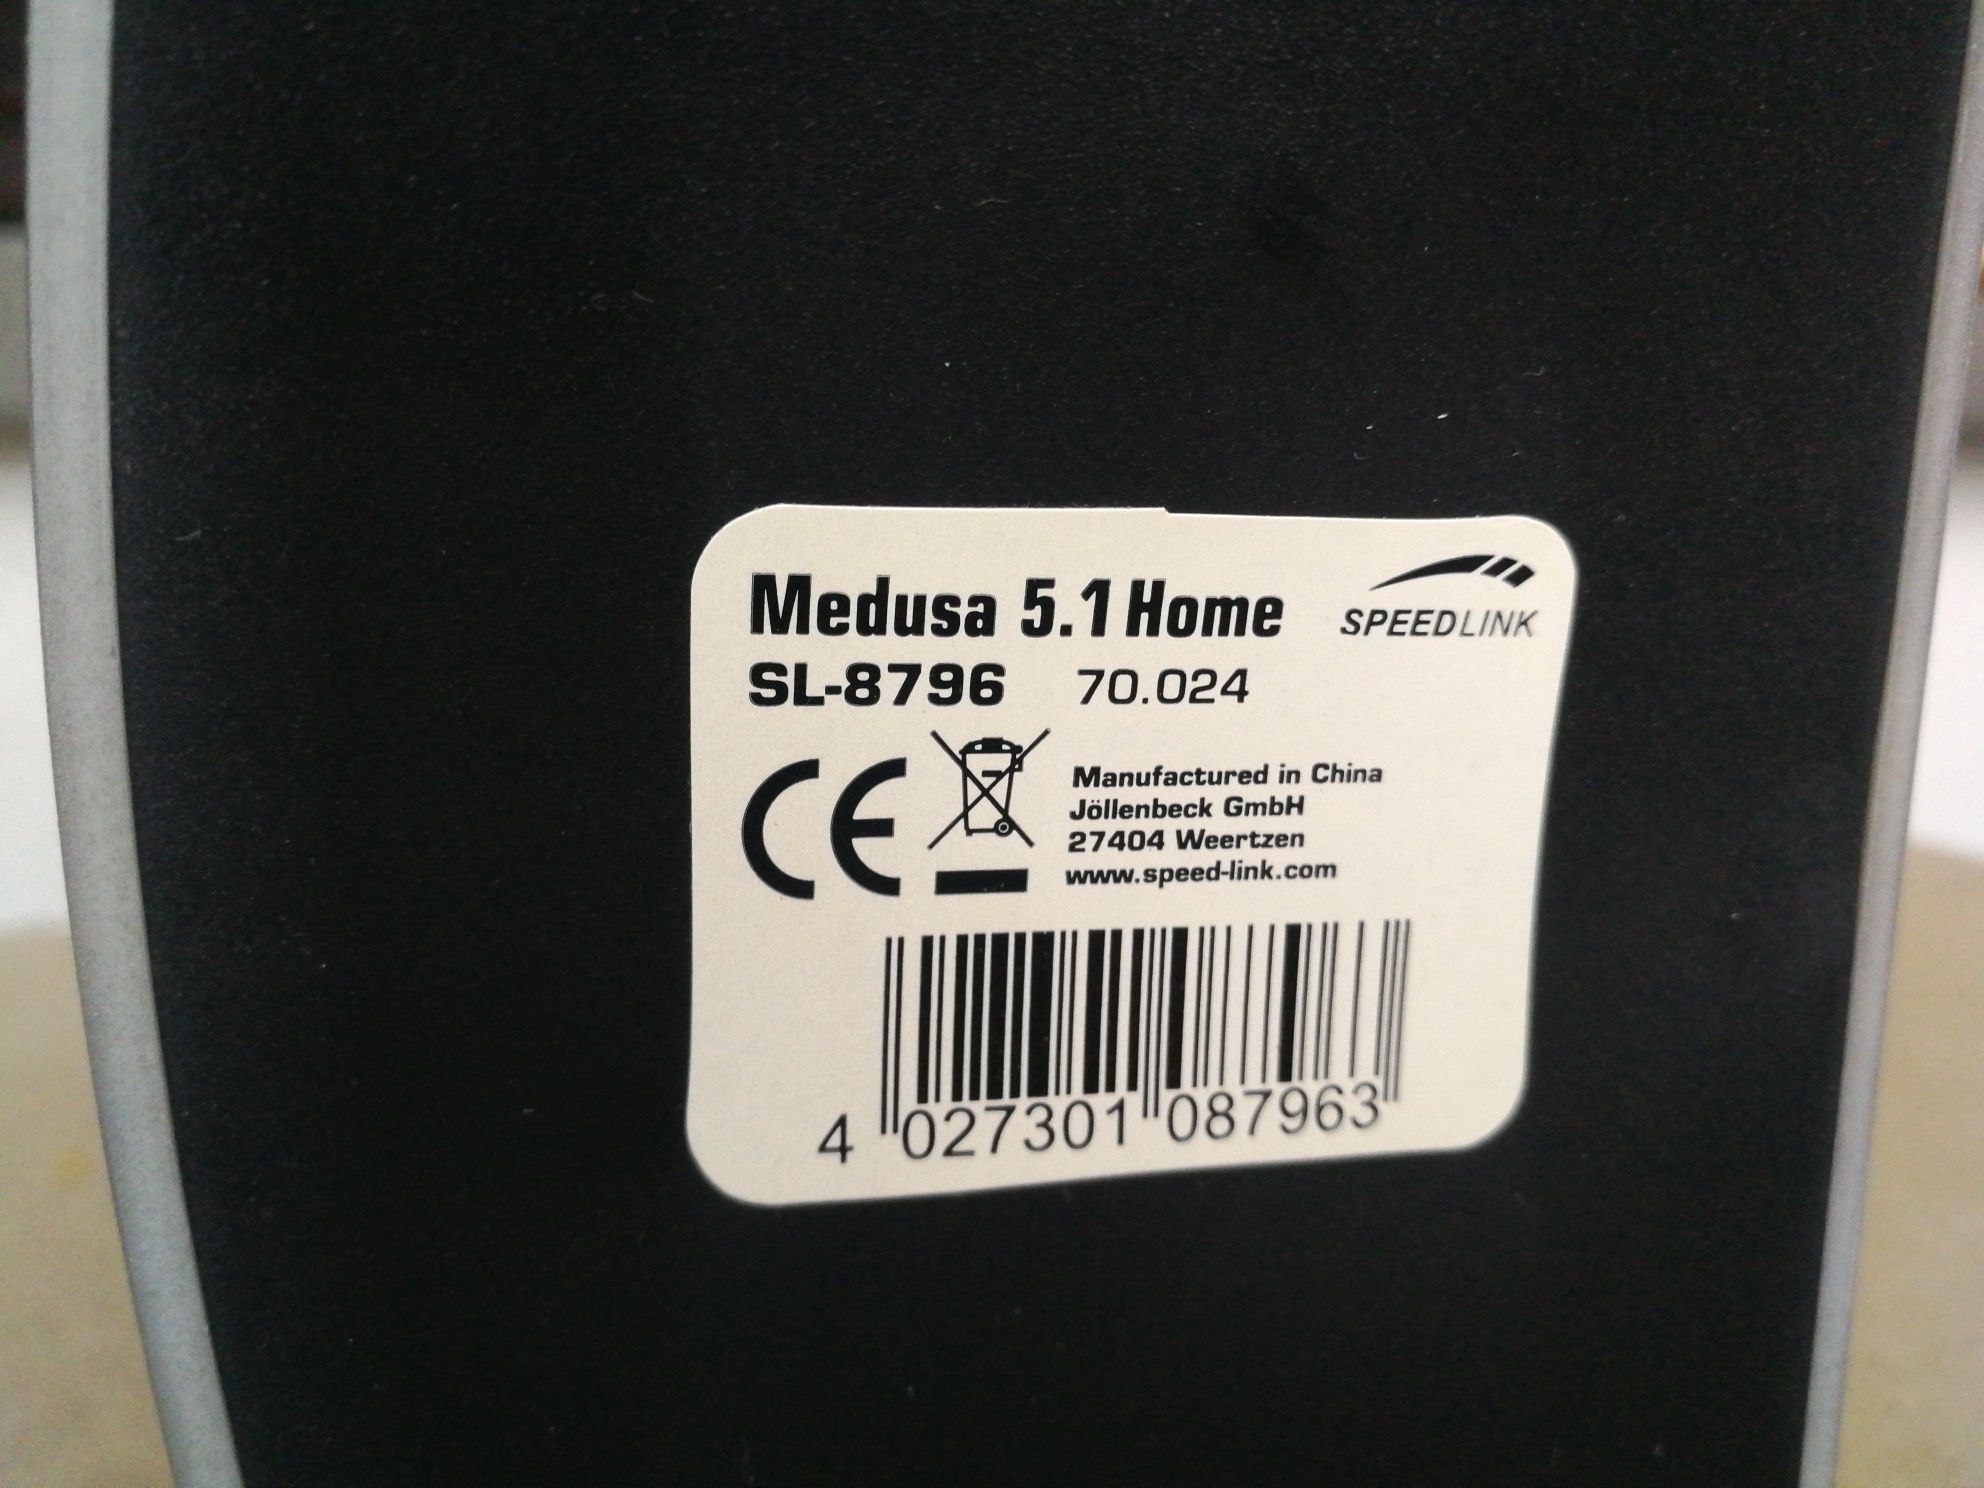 Medusa 5.1 Home
SPEEDLINK
SL-8796 70.024
CE
Manufactured in China
Jöllenbeck GmbH
27404 Weertzen
www.speed-link.com
4 027301 087963